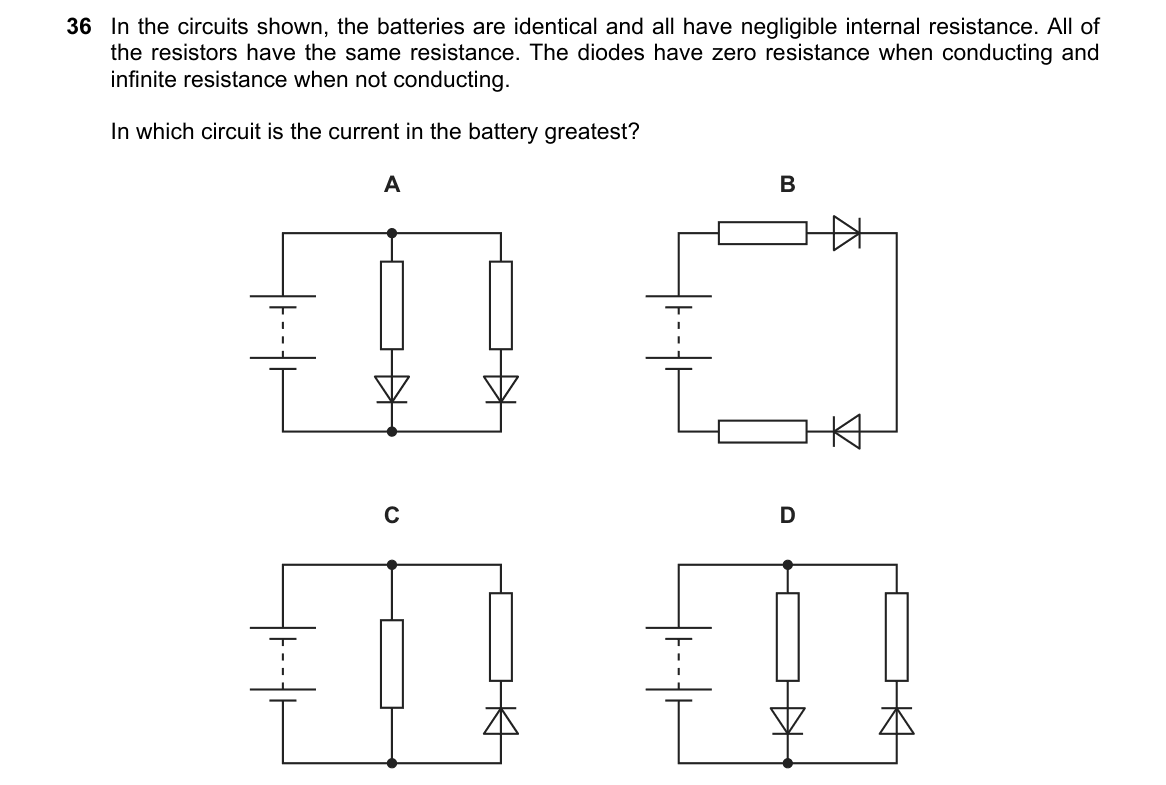 36 In the circuits shown, the batteries are identical and all have negligible internal resistance. All of
the resistors have the same resistance. The diodes have zero resistance when conducting and
infinite resistance when not conducting.
In which circuit is the current in the battery greatest?
A
B
C
D